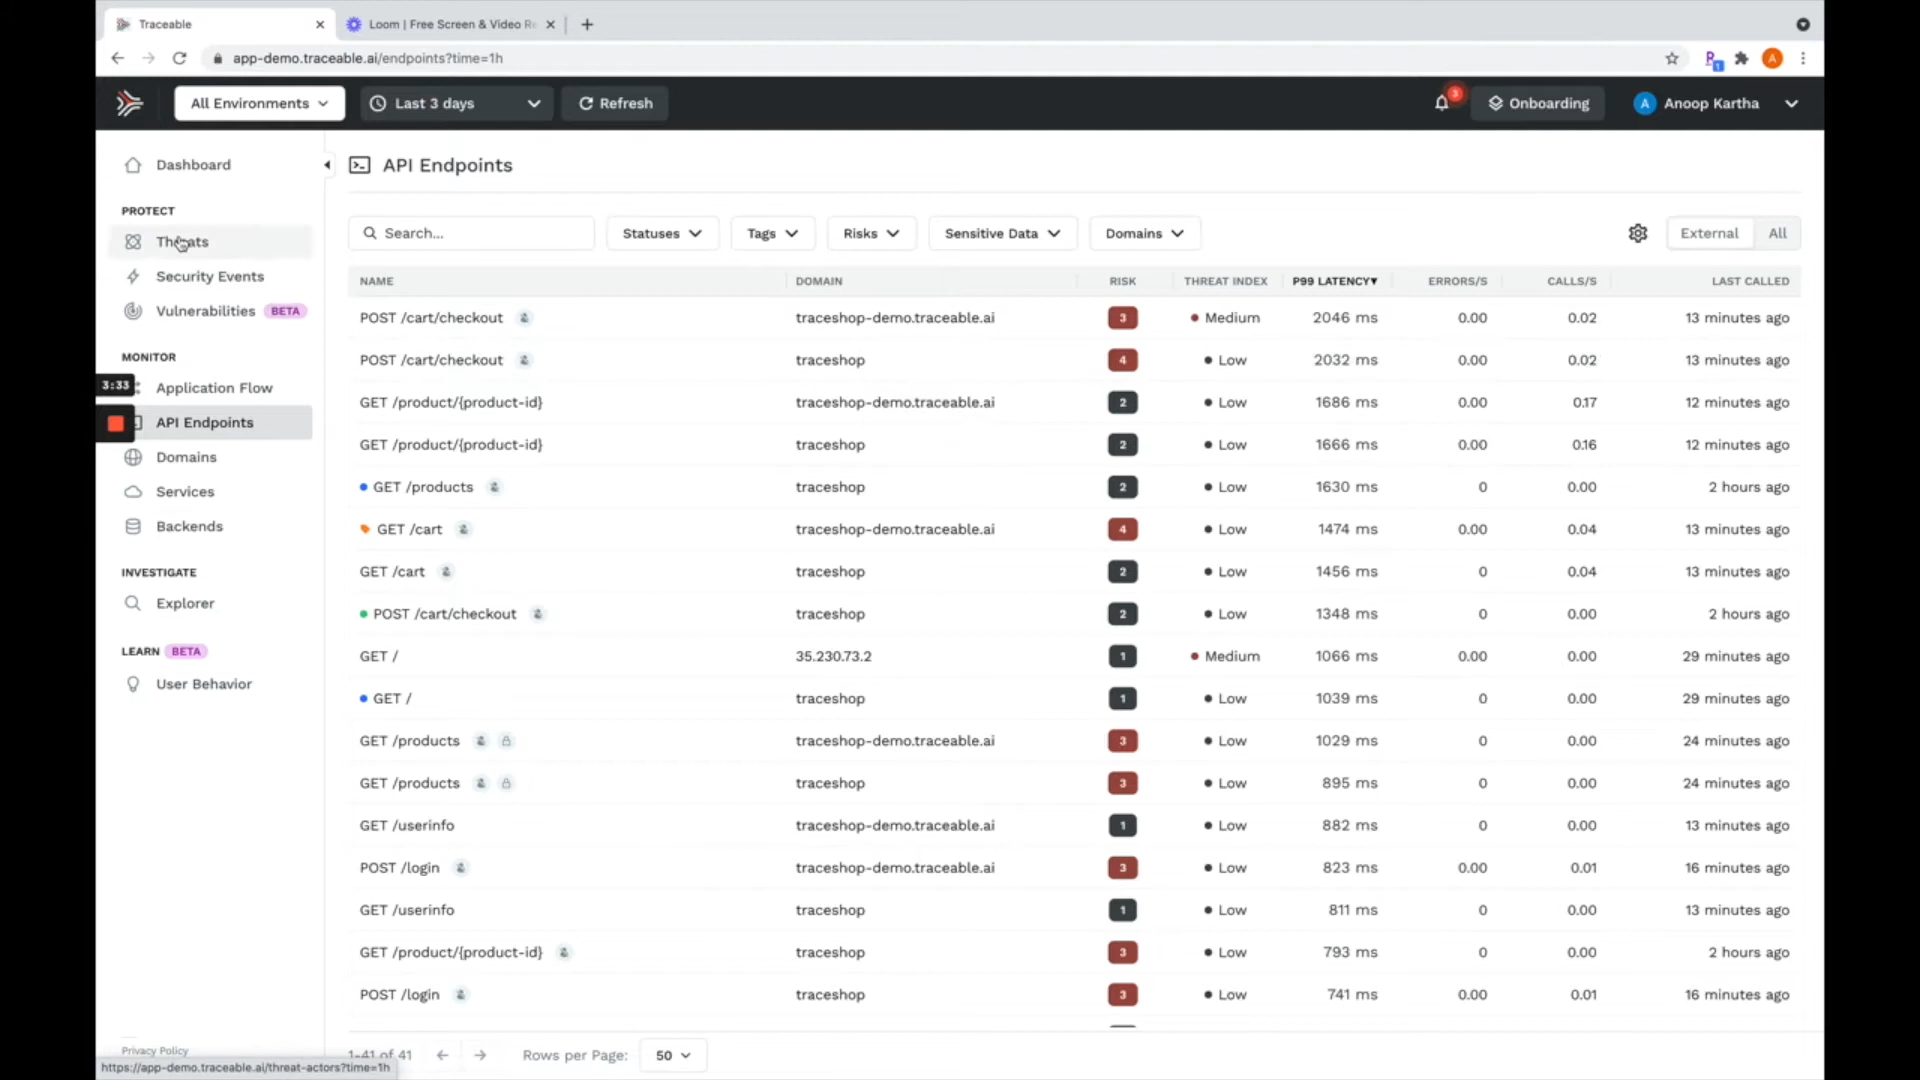 Traceable
Loom | Free Screen & Video Re
app-demo.traceable.ai/endpoints?time=1h
1
A
All Environments
Last 3 days
Refresh
3
Onboarding
A Anoop Kartha
Dashboard
PROTECT
Threats
Security Events
Vulnerabilities BETA
MONITOR
3:33
Application Flow
API Endpoints
Domains
Services
Backends
INVESTIGATE
Explorer
LEARN BETA
User Behavior
Privacy Policy
https://app-demo.traceable.ai/threat-actors?time=1h
API Endpoints
Search...
Statuses
Tags
Risks
Sensitive Data
Domains
External
All
NAME DOMAIN RISK THREAT INDEX P99 LATENCY▼ ERRORS/S CALLS/S LAST CALLED
POST /cart/checkout traceshop-demo.traceable.ai 3 Medium 2046 ms 0.00 0.02 13 minutes ago
POST /cart/checkout traceshop 4 Low 2032 ms 0.00 0.02 13 minutes ago
GET /product/{product-id} traceshop-demo.traceable.ai 2 Low 1686 ms 0.00 0.17 12 minutes ago
GET /product/{product-id} traceshop 2 Low 1666 ms 0.00 0.16 12 minutes ago
GET /products traceshop 2 Low 1630 ms 0 0.00 2 hours ago
GET /cart traceshop-demo.traceable.ai 4 Low 1474 ms 0.00 0.04 13 minutes ago
GET /cart traceshop 2 Low 1456 ms 0 0.04 13 minutes ago
POST /cart/checkout traceshop 2 Low 1348 ms 0 0.00 2 hours ago
GET / 35.230.73.2 1 Medium 1066 ms 0.00 0.00 29 minutes ago
GET / traceshop 1 Low 1039 ms 0 0.00 29 minutes ago
GET /products traceshop-demo.traceable.ai 3 Low 1029 ms 0 0.00 24 minutes ago
GET /products traceshop 3 Low 895 ms 0 0.00 24 minutes ago
GET /userinfo traceshop-demo.traceable.ai 1 Low 882 ms 0 0.00 13 minutes ago
POST /login traceshop-demo.traceable.ai 3 Low 823 ms 0.00 0.01 16 minutes ago
GET /userinfo traceshop 1 Low 811 ms 0 0.00 13 minutes ago
GET /product/{product-id} traceshop 3 Low 793 ms 0 0.00 2 hours ago
POST /login traceshop 3 Low 741 ms 0.00 0.01 16 minutes ago
1-41 of 41
Rows per Page: 50